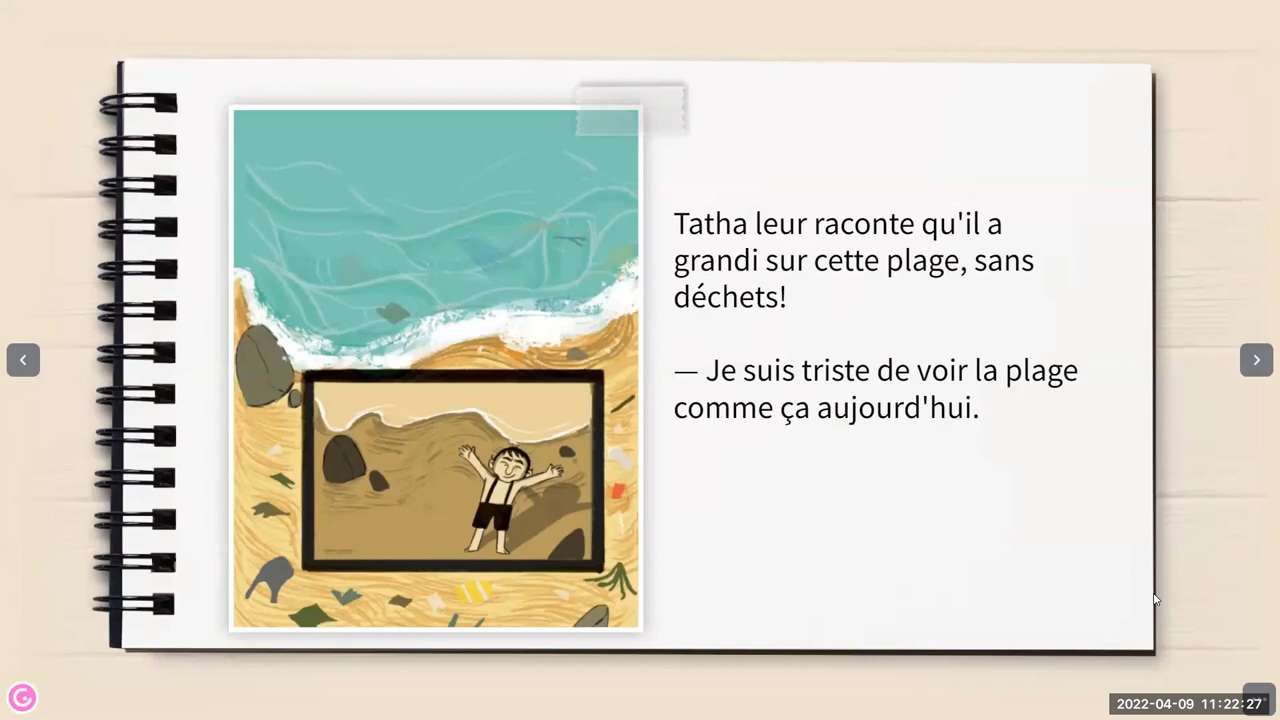 Tatha leur raconte qu'il a
grandi sur cette plage, sans
déchets!
— Je suis triste de voir la plage
comme ça aujourd'hui.
2022-04-09 11:22:27